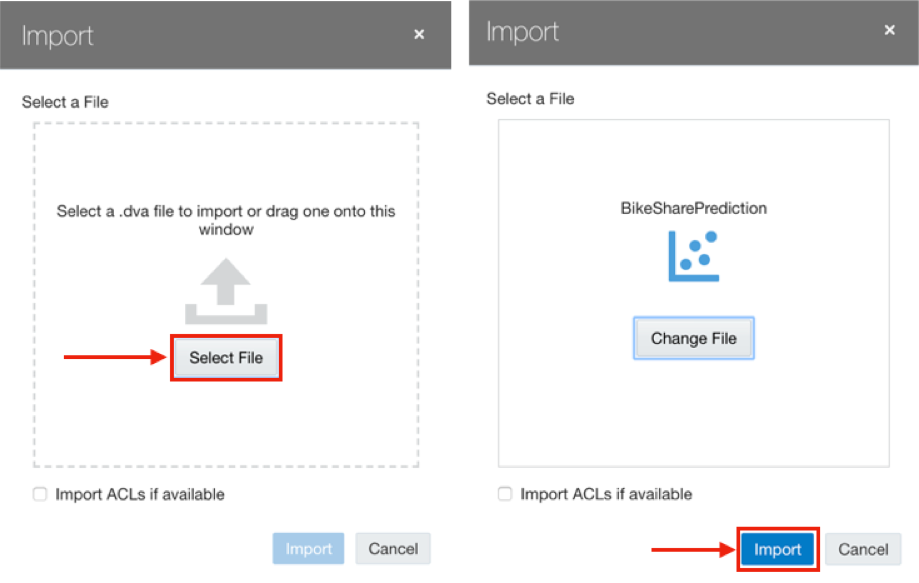 Import ×
Select a File
Select a .dva file to import or drag one onto this
window
Select File
Import ACLs if available
Import Cancel
Import ×
Select a File
BikeSharePrediction
Change File
Import ACLs if available
Import Cancel